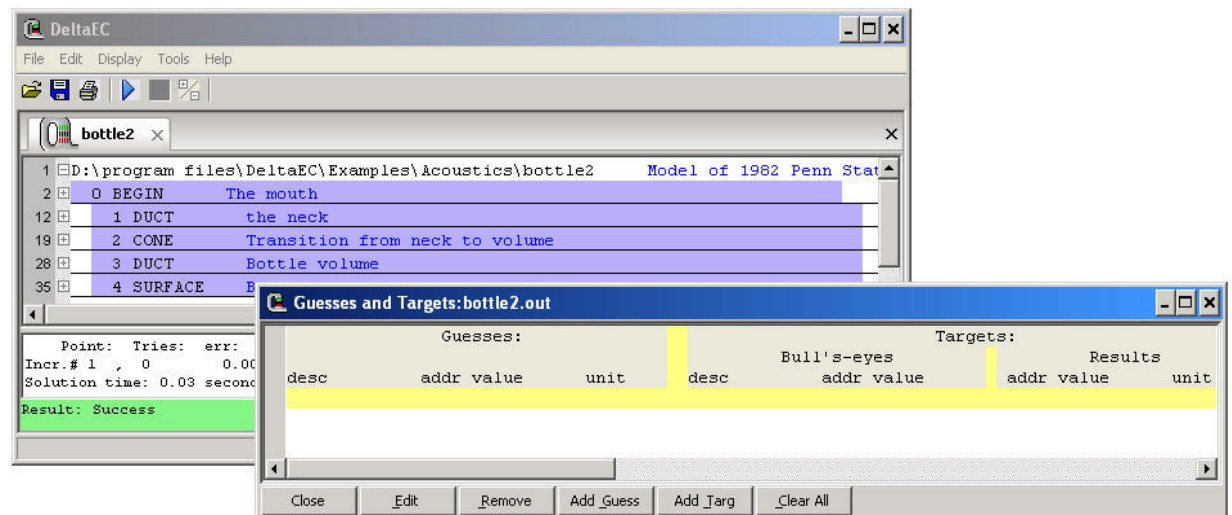 DeltaEC
File Edit Display Tools Help
bottle2
1 D:\program files\DeltaEC\Examples\Acoustics\bottle2 Model of 1982 Penn Stat
2 0 BEGIN The mouth
12 1 DUCT the neck
19 2 CONE Transition from neck to volume
28 3 DUCT Bottle volume
35 4 SURFACE B
Point: Tries: err:
Incr.# 1 , 0 0.00
Solution time: 0.03 second
Result: Success
Guesses and Targets:bottle2.out
Guesses: Targets:
Bull's-eyes Results
desc addr value unit desc addr value addr value unit
Close Edit Remove Add Guess Add Targ Clear All